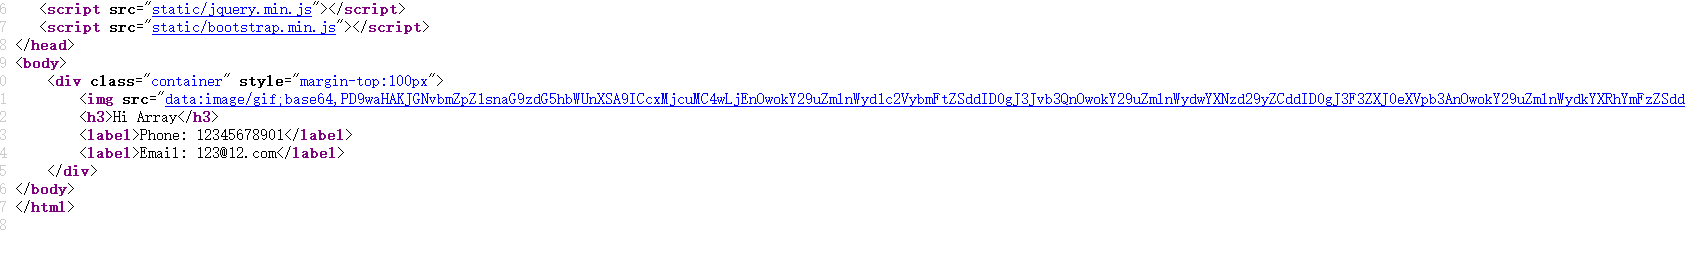 6 <script src="static/jquery.min.js"></script>
7 <script src="static/bootstrap.min.js"></script>
8 </head>
9 <body>
0 <div class="container" style="margin-top:100px">
1 <img src="data:image/gif;base64,PD9waHAKJGNvbmZpZ1snaG9zdG5hbWUnXSA9ICcxMjcuMC4wLjEnOwokY29uZmlnWyd1c2VybmFtZSddID0gJ3Jvb3QnOwokY29uZmlnWydwYXNzd29yZCddID0gJ3F3ZXJ0eXVpb3AnOwokY29uZmlnWydkYXRhYmFzZSdd
2 <h3>Hi Array</h3>
3 <label>Phone: 12345678901</label>
4 <label>Email: 123@12.com</label>
5 </div>
6 </body>
7 </html>
8